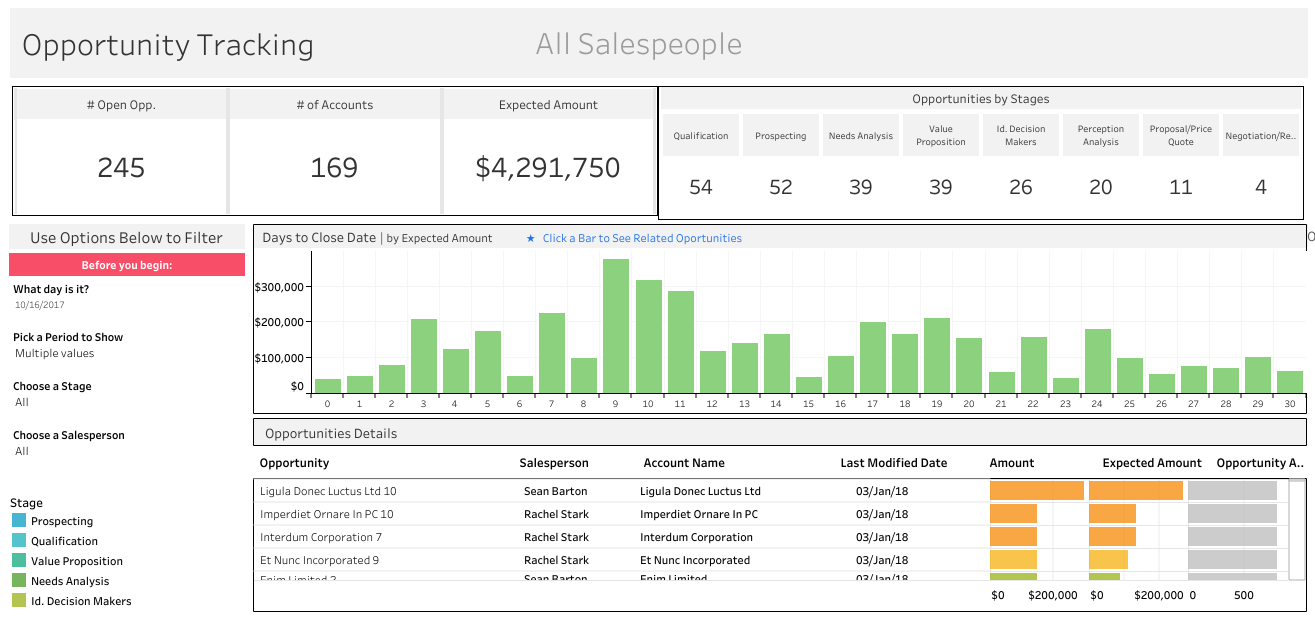 Opportunity Tracking
All Salespeople
# Open Opp.
# of Accounts
Expected Amount
245
169
$4,291,750
Opportunities by Stages
Qualification
Prospecting
Needs Analysis
Value
Proposition
Id. Decision
Makers
Perception
Analysis
Proposal/Price
Quote
Negotiation/Re..
54
52
39
39
26
20
11
4
Use Options Below to Filter
Before you begin:
What day is it?
10/16/2017
Pick a Period to Show
Multiple values
Choose a Stage
All
Choose a Salesperson
All
Stage
Prospecting
Qualification
Value Proposition
Needs Analysis
Id. Decision Makers
Days to Close Date | by Expected Amount
★ Click a Bar to See Related Oportunities
O
$300,000
$200,000
$100,000
$0
0 1 2 3 4 5 6 7 8 9 10 11 12 13 14 15 16 17 18 19 20 21 22 23 24 25 26 27 28 29 30
Opportunities Details
Opportunity Salesperson Account Name Last Modified Date Amount Expected Amount Opportunity A..
Ligula Donec Luctus Ltd 10 Sean Barton Ligula Donec Luctus Ltd 03/Jan/18
Imperdiet Ornare In PC 10 Rachel Stark Imperdiet Ornare In PC 03/Jan/18
Interdum Corporation 7 Rachel Stark Interdum Corporation 03/Jan/18
Et Nunc Incorporated 9 Rachel Stark Et Nunc Incorporated 03/Jan/18
Enim Limited 2 Sean Barton Enim Limited 03/Jan/18
$0 $200,000 $0 $200,000 0 500